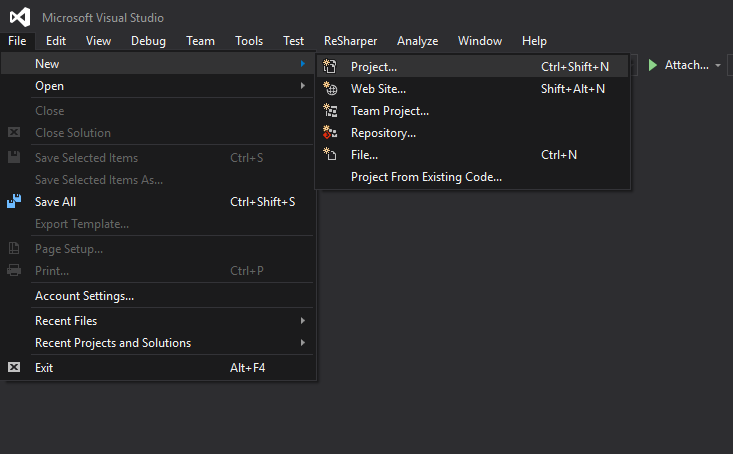 Microsoft Visual Studio
File Edit View Debug Team Tools Test ReSharper Analyze Window Help
New
Open
Close
Close Solution
Save Selected Items Ctrl+S
Save Selected Items As...
Save All Ctrl+Shift+S
Export Template...
Page Setup...
Print... Ctrl+P
Account Settings...
Recent Files
Recent Projects and Solutions
Exit Alt+F4
Project... Ctrl+Shift+N
Web Site... Shift+Alt+N
Team Project...
Repository...
File... Ctrl+N
Project From Existing Code...
Attach...